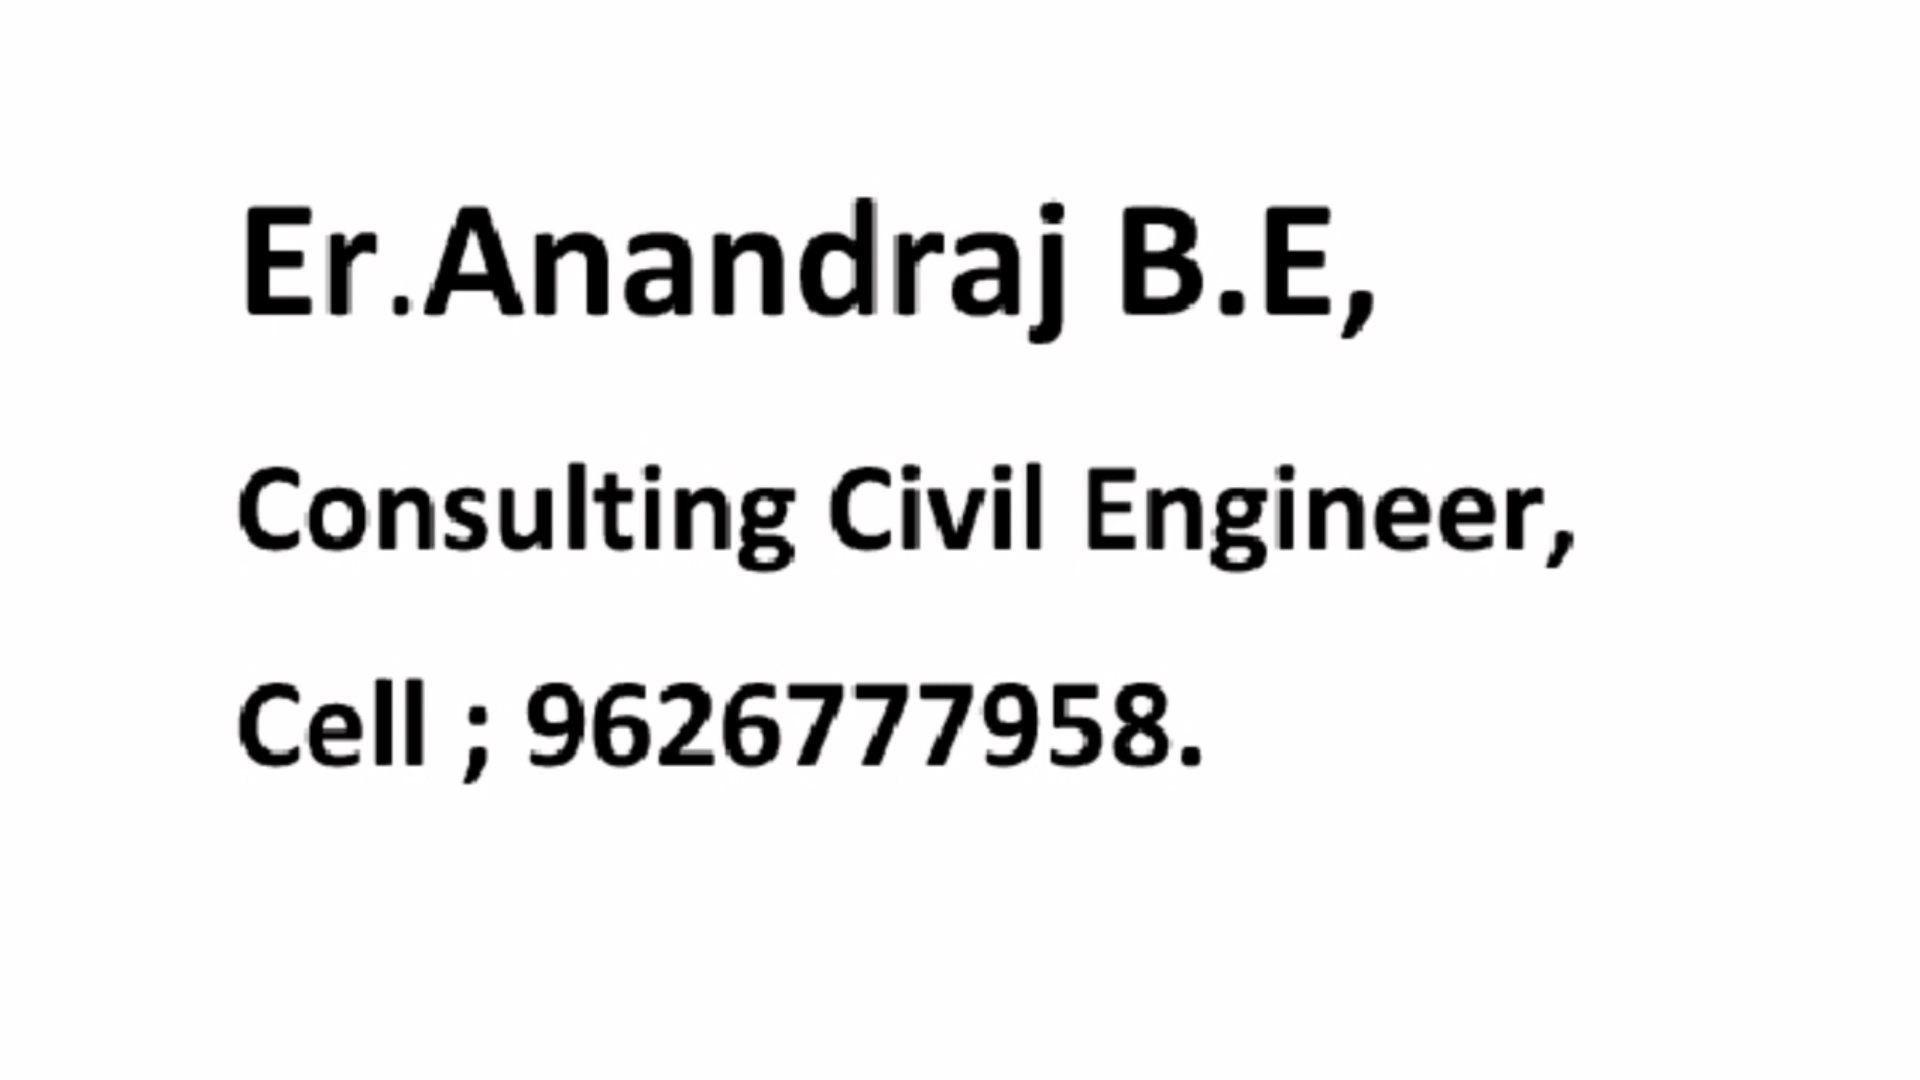 Er.Anandraj B.E,
Consulting Civil Engineer,
Cell ; 9626777958.